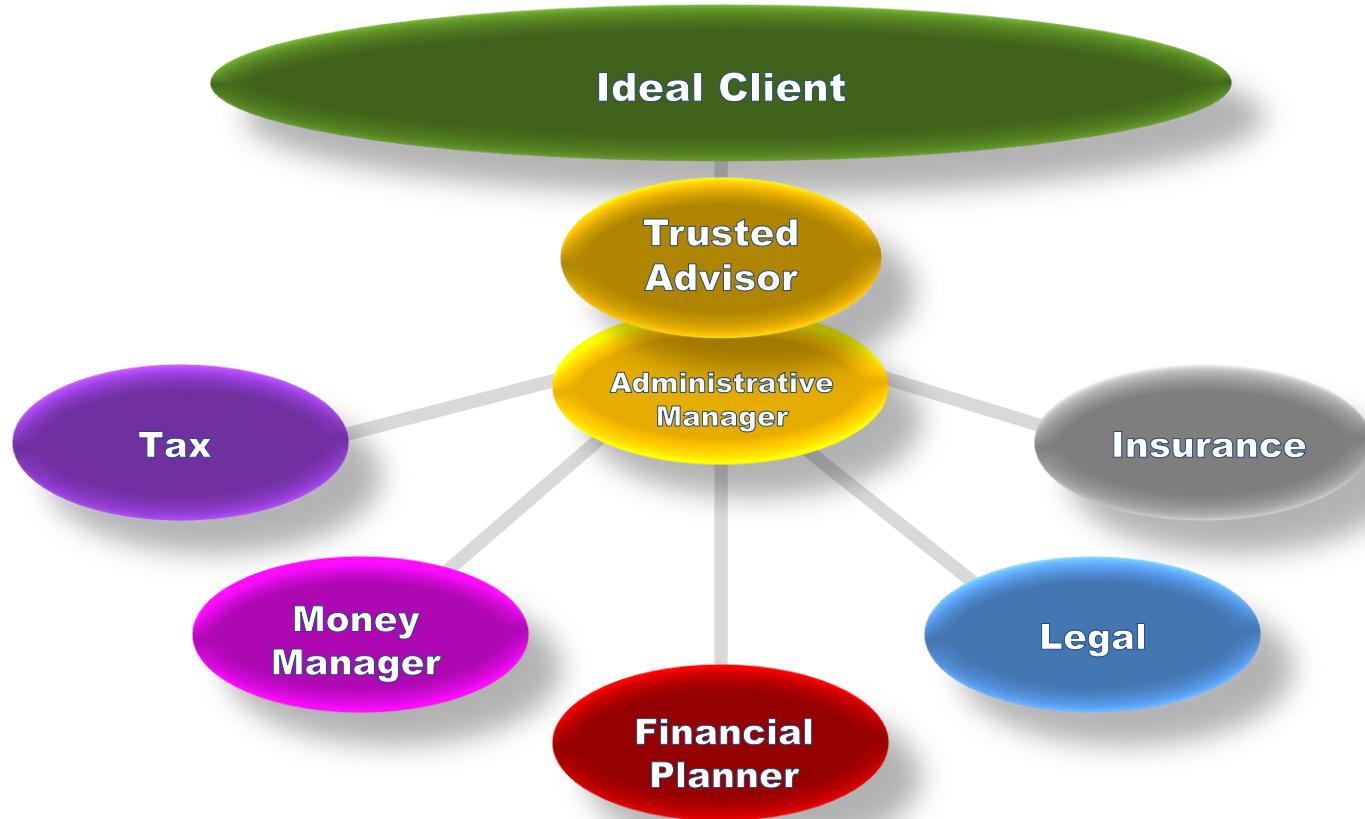 Ideal Client
Trusted
Advisor
Administrative
Manager
Tax
Insurance
Money
Manager
Legal
Financial
Planner